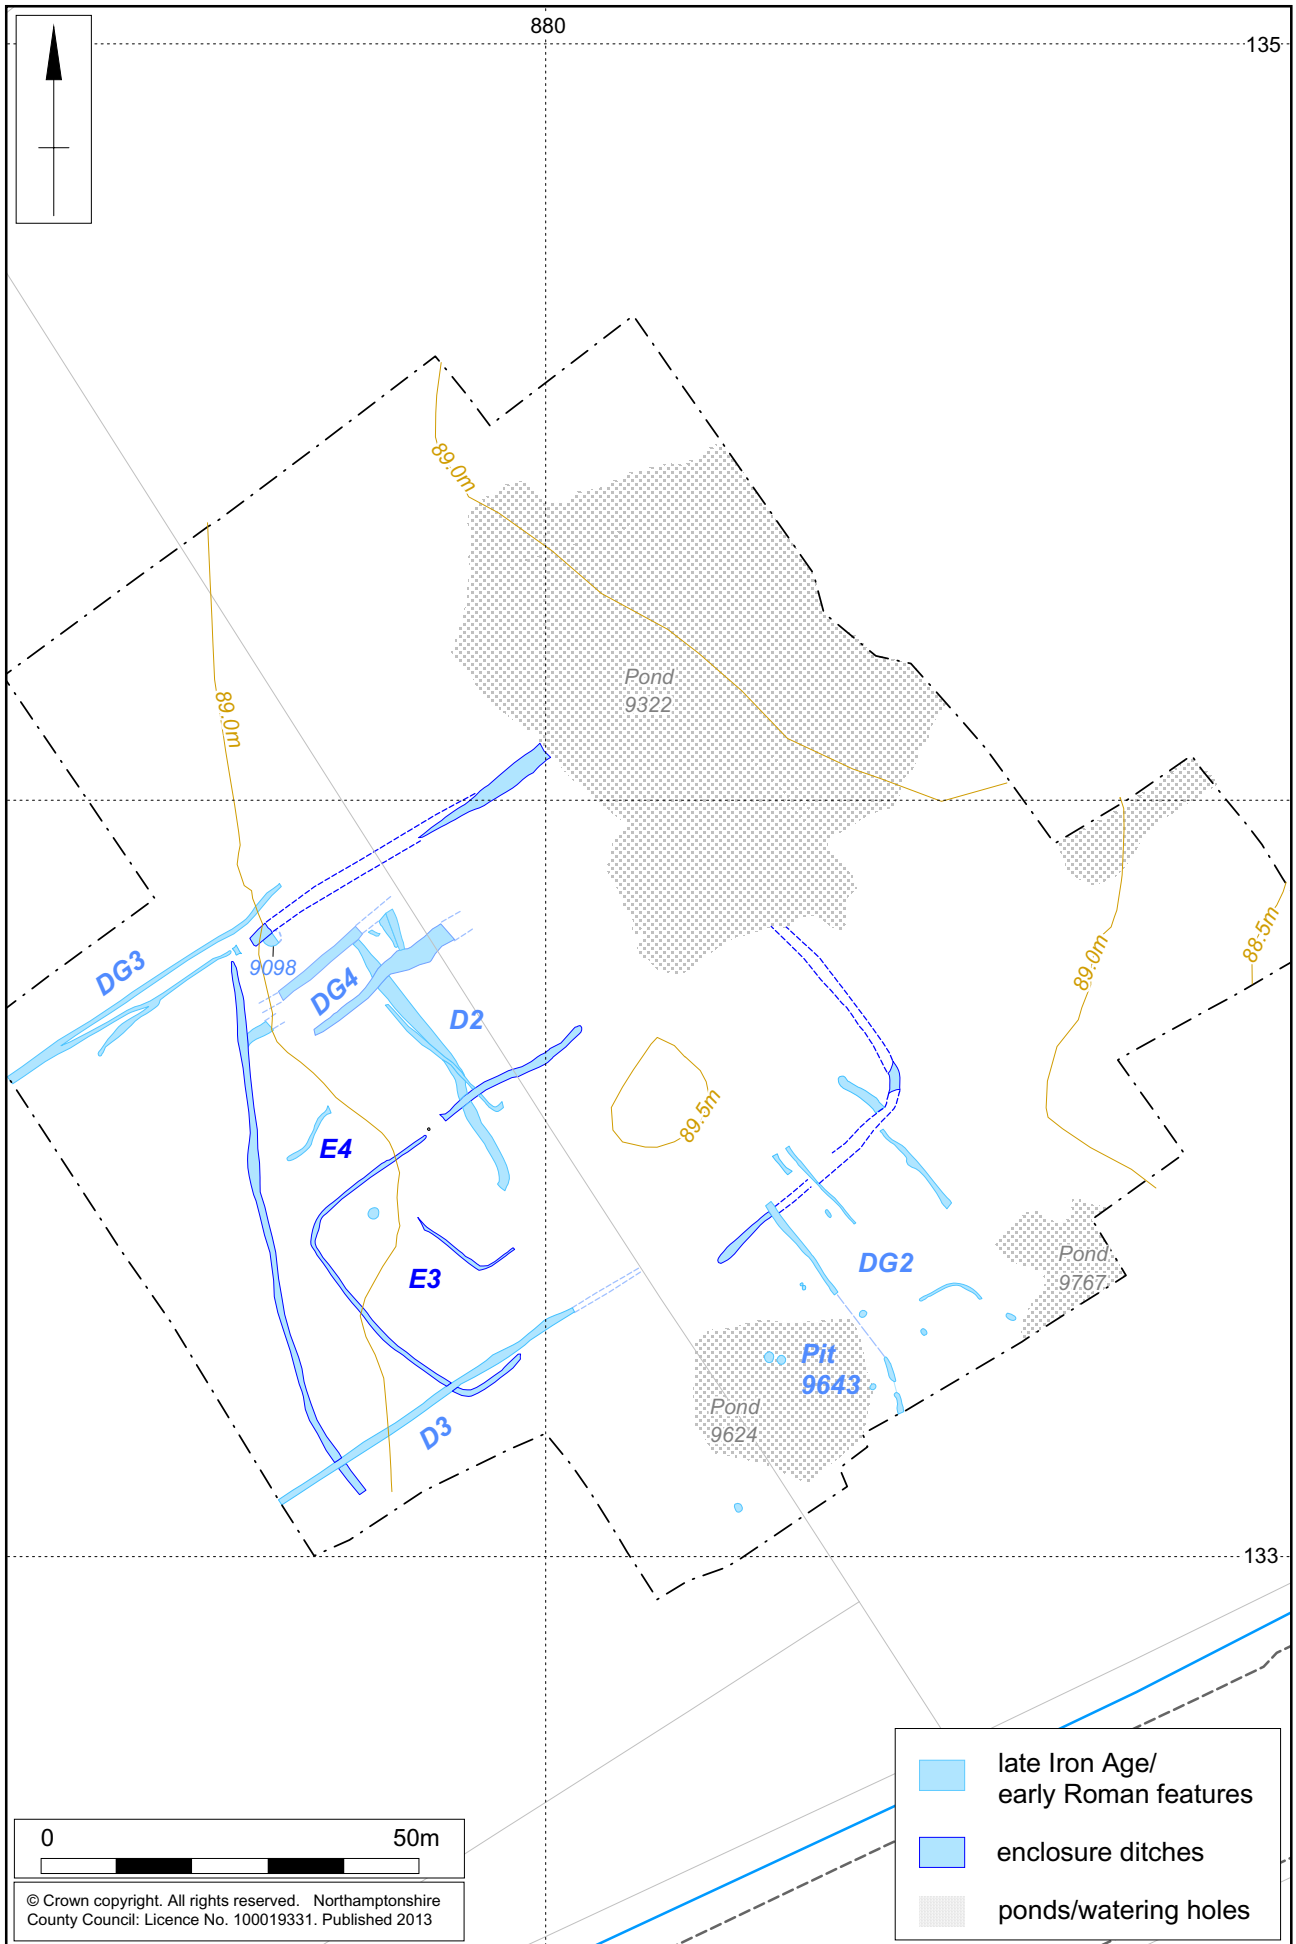 880
135
89.0m
Pond
9322
89.0m
DG3
9098
DG4
D2
89.0m
88.5m
89.5m
E4
E3
DG2
Pond
9767
Pit
9643
Pond
9624
D3
133
late Iron Age/
early Roman features
enclosure ditches
ponds/watering holes
0 50m
© Crown copyright. All rights reserved. Northamptonshire
County Council: Licence No. 100019331. Published 2013